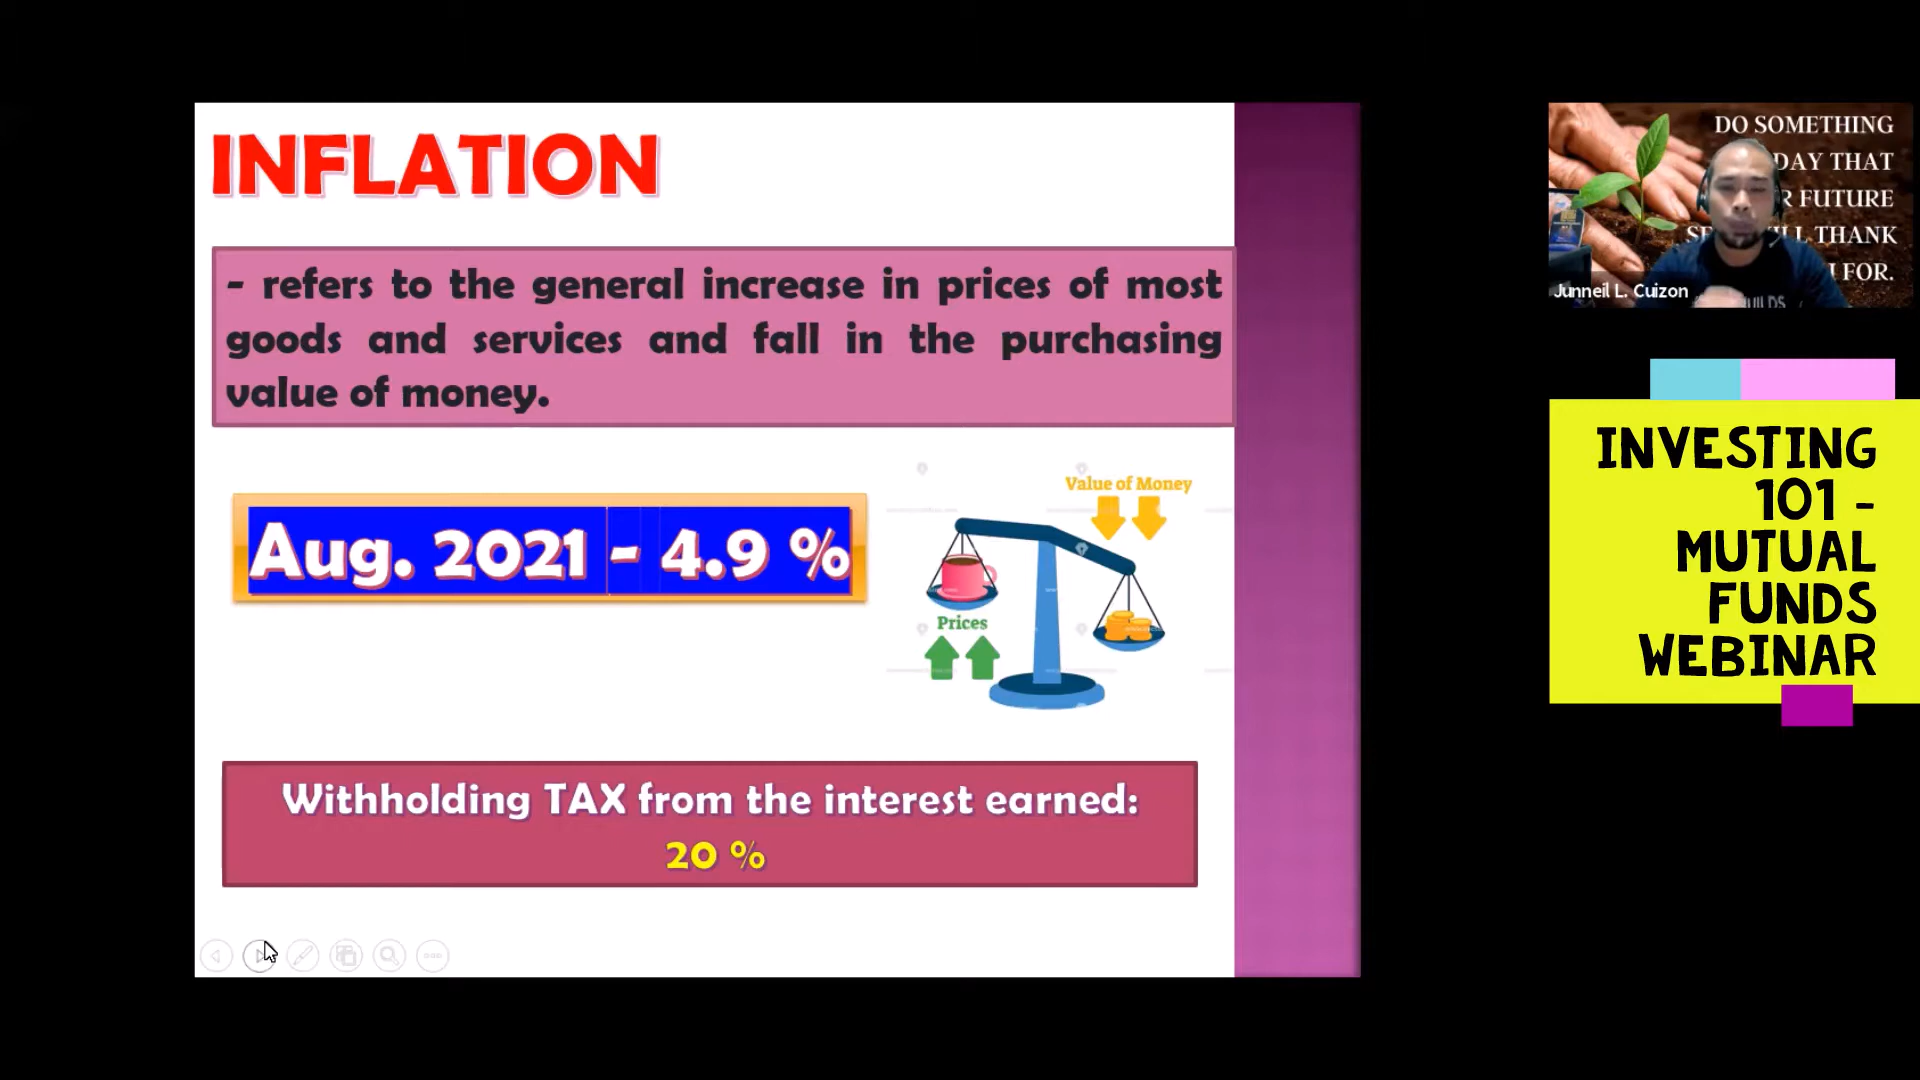 INFLATION
- refers to the general increase in prices of most
goods and services and fall in the purchasing
value of money.
Aug. 2021 - 4.9 %
Value of Money
Prices
Withholding TAX from the interest earned:
20 %
DO SOMETHING
DAY THAT
R FUTURE
THANK
FOR.
Junneil L. Cuizon
INVESTING
101 -
MUTUAL
FUNDS
WEBINAR